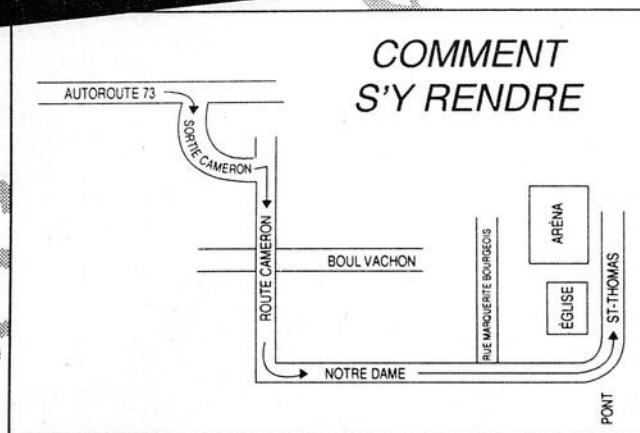 COMMENT
S'Y RENDRE
AUTOROUTE 73
SORTIE CAMERON
ROUTE CAMERON
BOUL VACHON
RUE MARQUERITE BOURGEOIS
ARÉNA
ÉGLISE
ST-THOMAS
NOTRE DAME
PONT